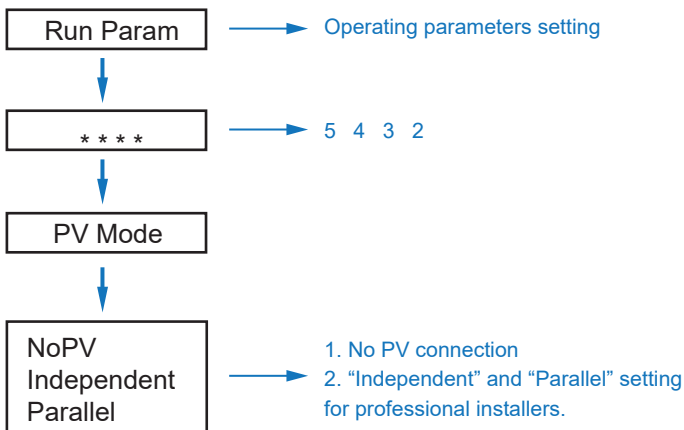 Run Param
Operating parameters setting
* * * *
5 4 3 2
PV Mode
NoPV
Independent
Parallel
1. No PV connection
2. “Independent” and “Parallel” setting
for professional installers.